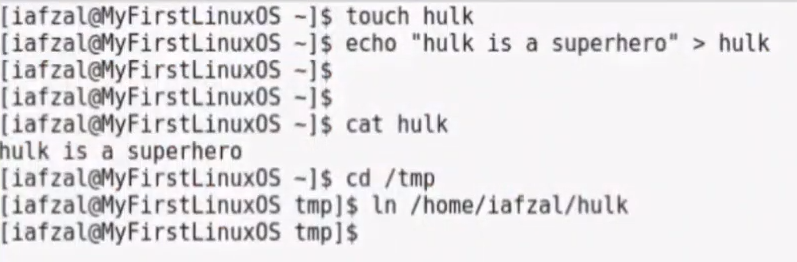 [iafzal@MyFirstLinuxOS ~]$ touch hulk
[iafzal@MyFirstLinuxOS ~]$ echo "hulk is a superhero" > hulk
[iafzal@MyFirstLinuxOS ~]$
[iafzal@MyFirstLinuxOS ~]$
[iafzal@MyFirstLinuxOS ~]$ cat hulk
hulk is a superhero
[iafzal@MyFirstLinuxOS ~]$ cd /tmp
[iafzal@MyFirstLinuxOS tmp]$ ln /home/iafzal/hulk
[iafzal@MyFirstLinuxOS tmp]$